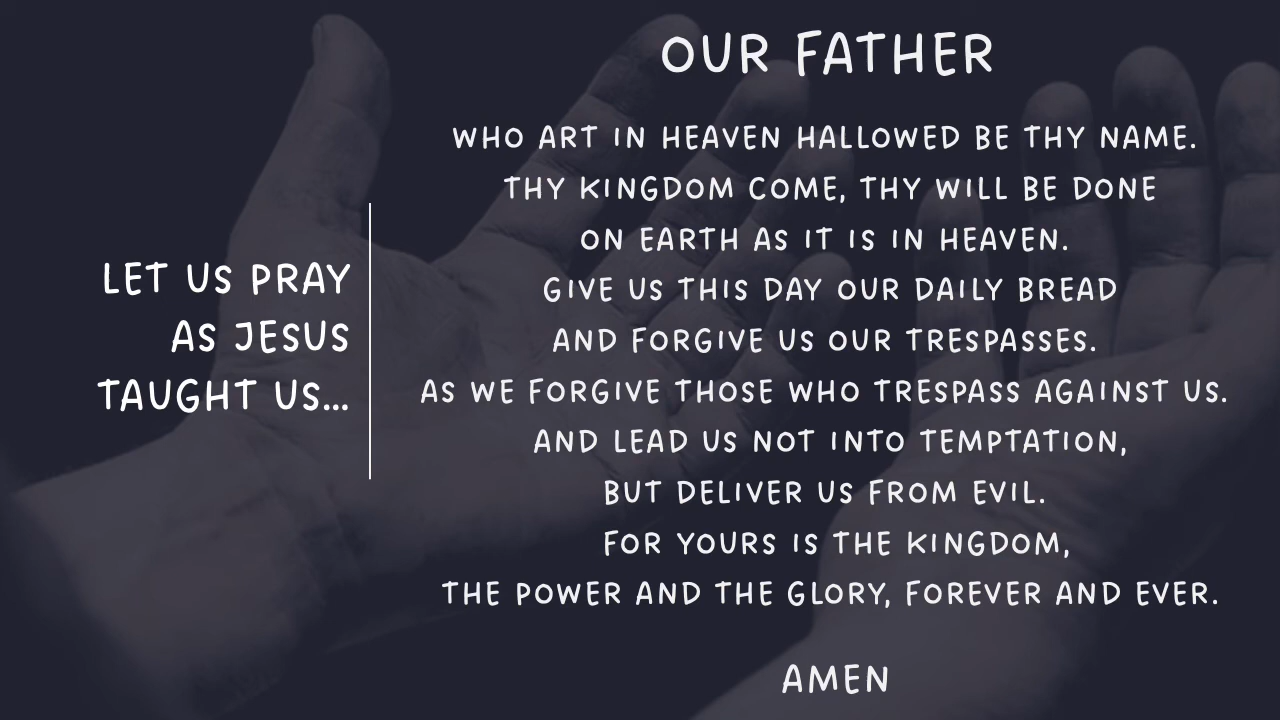 LET US PRAY
AS JESUS
TAUGHT US...
OUR FATHER
WHO ART IN HEAVEN HALLOWED BE THY NAME.
THY KINGDOM COME, THY WILL BE DONE
ON EARTH AS IT IS IN HEAVEN.
GIVE US THIS DAY OUR DAILY BREAD
AND FORGIVE US OUR TRESPASSES.
AS WE FORGIVE THOSE WHO TRESPASS AGAINST US.
AND LEAD US NOT INTO TEMPTATION,
BUT DELIVER US FROM EVIL.
FOR YOURS IS THE KINGDOM,
THE POWER AND THE GLORY, FOREVER AND EVER.
AMEN